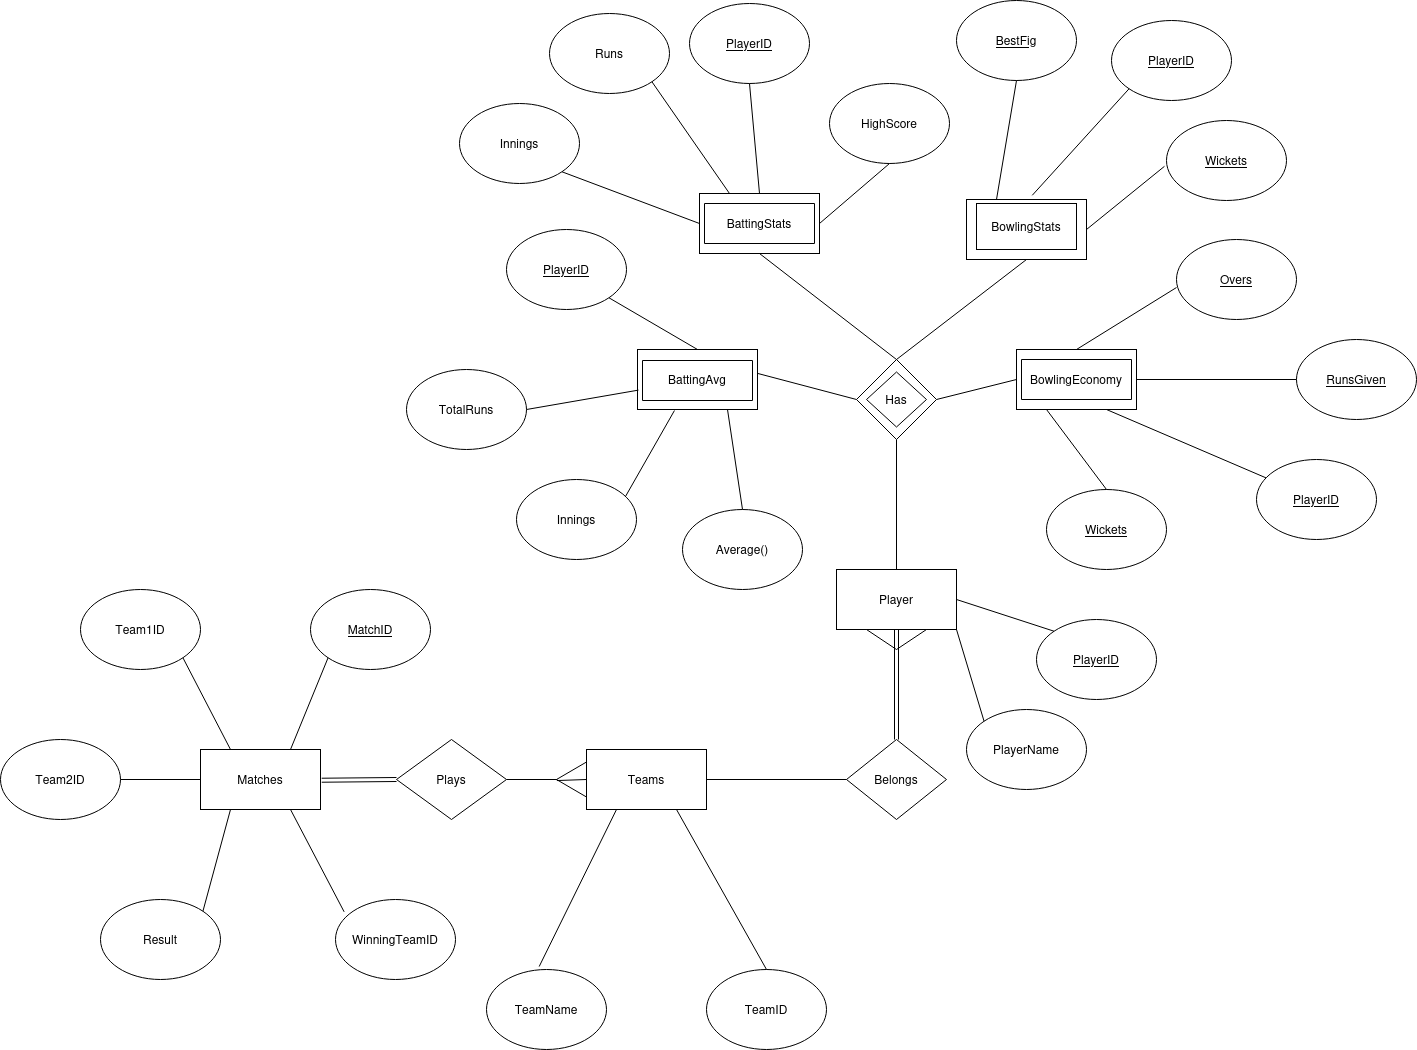 BestFig
PlayerID
Runs
PlayerID
HighScore
Innings
Wickets
BattingStats
BowlingStats
PlayerID
Overs
BattingAvg
BowlingEconomy
RunsGiven
Has
TotalRuns
PlayerID
Innings
Wickets
Average()
Player
Team1ID
MatchID
PlayerID
PlayerName
Team2ID
Matches
Plays
Teams
Belongs
Result
WinningTeamID
TeamName
TeamID